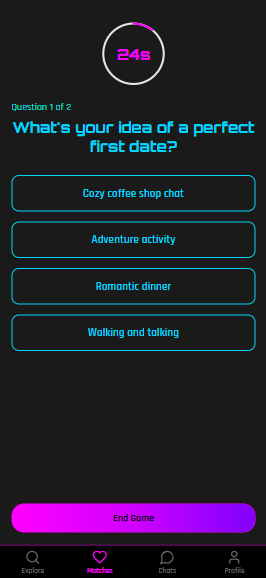 24s
Question 1 of 2
What's your idea of a perfect
first date?
Cozy coffee shop chat
Adventure activity
Romantic dinner
Walking and talking
End Game
Explore
Matches
Chats
Profile